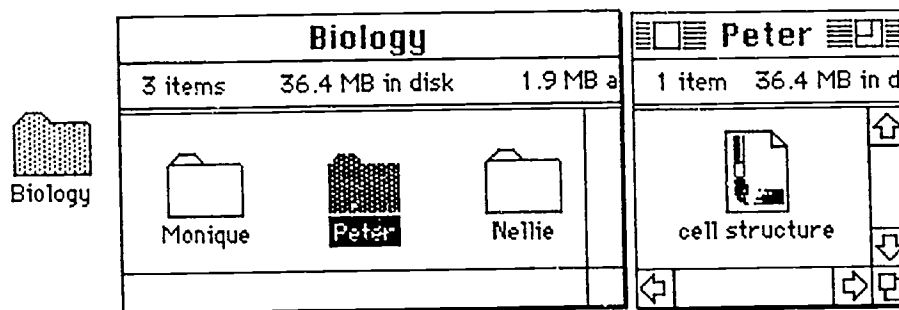 Biology
Biology
3 items 36.4 MB in disk 1.9 MB a
Monique Peter Nellie
Peter
1 item 36.4 MB in d
cell structure